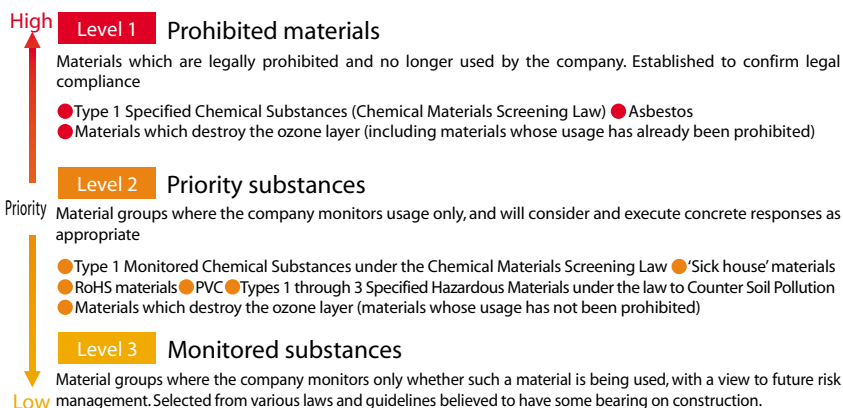 High
Level 1 Prohibited materials
Materials which are legally prohibited and no longer used by the company. Established to confirm legal
compliance
●Type 1 Specified Chemical Substances (Chemical Materials Screening Law) ●Asbestos
●Materials which destroy the ozone layer (including materials whose usage has already been prohibited)
Level 2 Priority substances
Priority
Material groups where the company monitors usage only, and will consider and execute concrete responses as
appropriate
●Type 1 Monitored Chemical Substances under the Chemical Materials Screening Law ●‘Sick house’ materials
●RoHS materials ●PVC ●Types 1 through 3 Specified Hazardous Materials under the law to Counter Soil Pollution
●Materials which destroy the ozone layer (materials whose usage has not been prohibited)
Level 3 Monitored substances
Material groups where the company monitors only whether such a material is being used, with a view to future risk
Low
management. Selected from various laws and guidelines believed to have some bearing on construction.